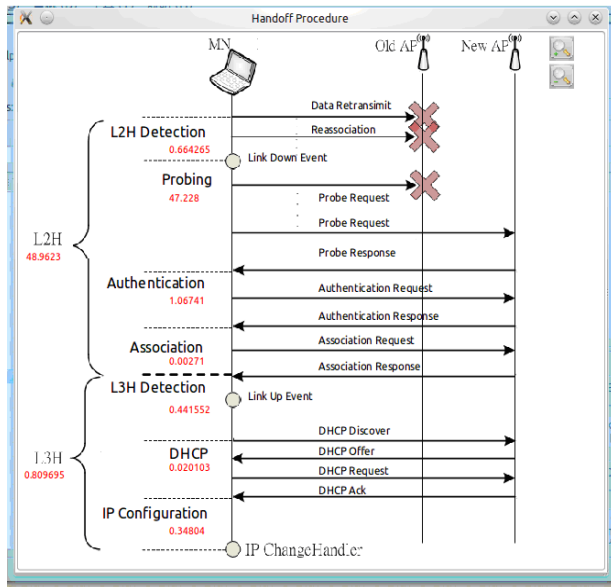 Handoff Procedure
MN
Old AP
New AP
Data Retransimit
L2H Detection
Reassociation
0.664265
Link Down Event
Probing
47.228
Probe Request
Probe Request
L2H
48.9623
Probe Response
Authentication
Authentication Request
1.06741
Authentication Response
Association
Association Request
0.00271
Association Response
L3H Detection
Link Up Event
0.441552
DHCP Discover
L3H
0.809695
DHCP
DHCP Offer
0.020103
DHCP Request
DHCP Ack
IP Configuration
0.34804
IP ChangeHandler